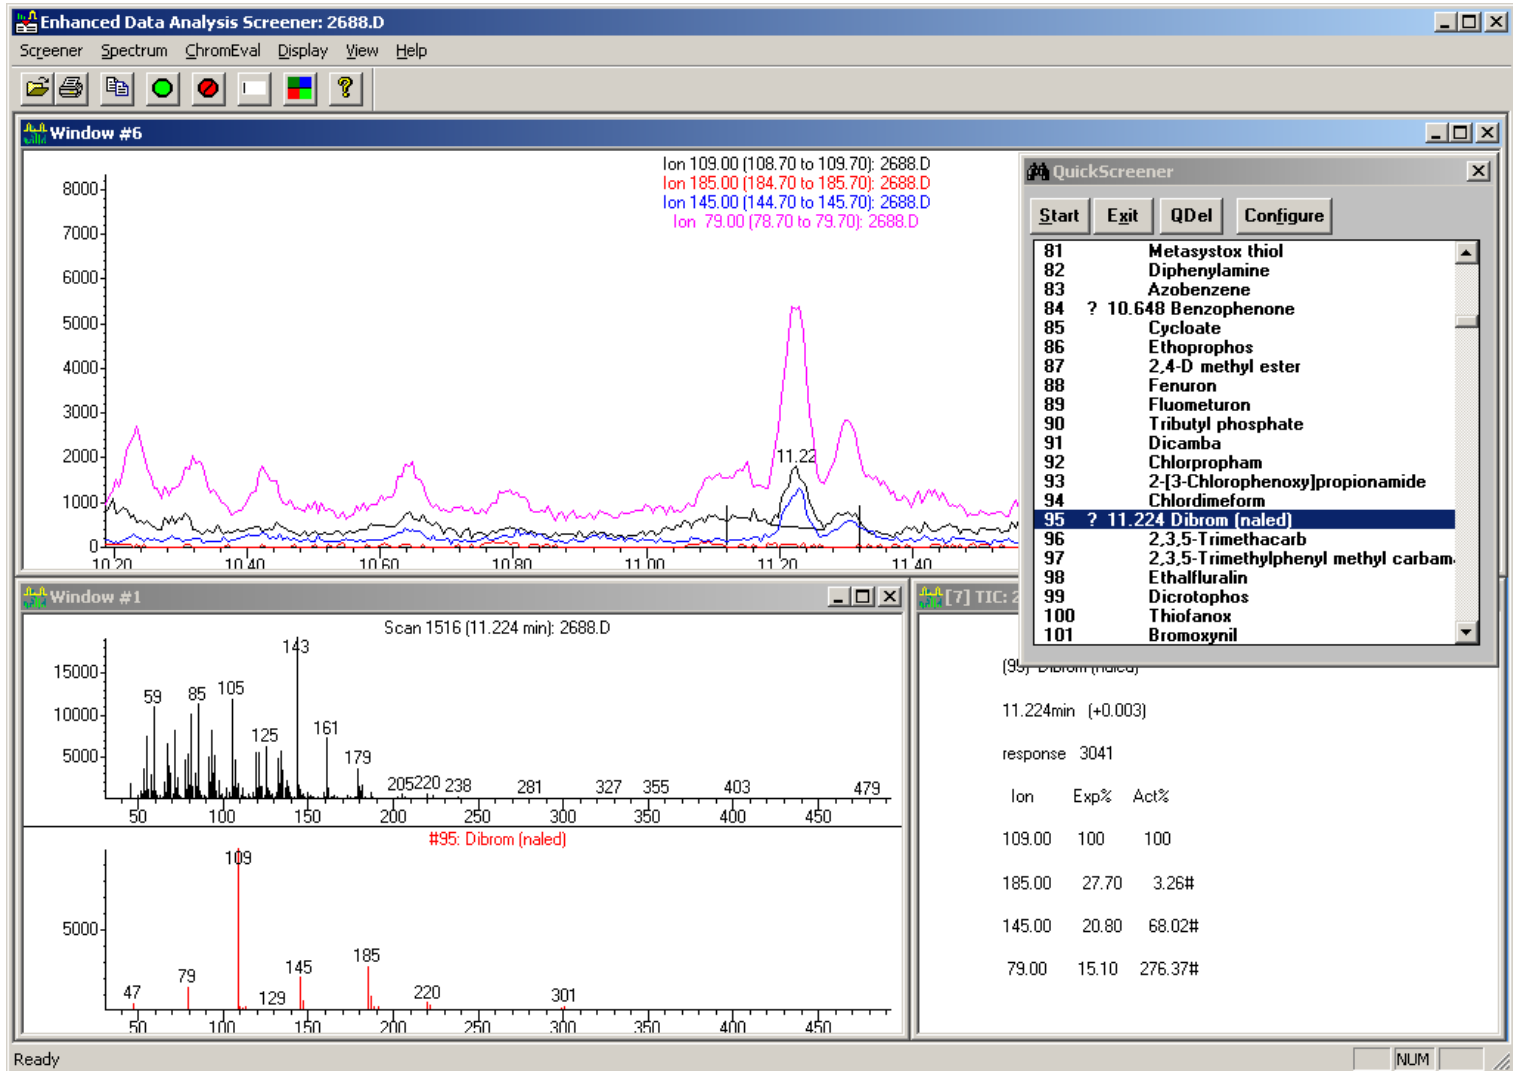 Enhanced Data Analysis Screener: 2688.D
Screener Spectrum ChromEval Display View Help
Window #6
Ion 109.00 (108.70 to 109.70): 2688.D
Ion 185.00 (184.70 to 185.70): 2688.D
Ion 145.00 (144.70 to 145.70): 2688.D
Ion 79.00 (78.70 to 79.70): 2688.D
8000
7000
6000
5000
4000
3000
2000
1000
0
11.22
10.20 10.40 10.60 10.80 11.00 11.20 11.40
QuickScreener
Start Exit QDel Configure
81 Metasystox thiol
82 Diphenylamine
83 Azobenzene
84 ? 10.648 Benzophenone
85 Cycloate
86 Ethoprophos
87 2,4-D methyl ester
88 Fenuron
89 Fluometuron
90 Tributyl phosphate
91 Dicamba
92 Chlorpropham
93 2-[3-Chlorophenoxy]propionamide
94 Chlordimeform
95 ? 11.224 Dibrom (naled)
96 2,3,5-Trimethacarb
97 2,3,5-Trimethylphenyl methyl carbam
98 Ethalfluralin
99 Dicrotophos
100 Thiofanox
101 Bromoxynil
Window #1
Scan 1516 (11.224 min): 2688.D
15000
10000
5000
59 85 105 125 143 161 179 205 220 238 281 327 355 403 479
50 100 150 200 250 300 350 400 450
#95: Dibrom (naled)
5000
47 79 109 129 145 185 220 301
50 100 150 200 250 300 350 400 450
[7] TIC: 2
Dibrom (naled)
11.224min (+0.003)
response 3041
Ion Exp% Act%
109.00 100 100
185.00 27.70 3.26#
145.00 20.80 68.02#
79.00 15.10 276.37#
Ready
NUM